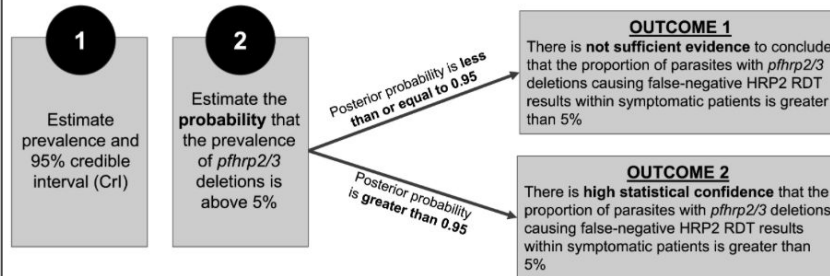 1
Estimate
prevalence and
95% credible
interval (CrI)
2
Estimate the
probability that
the prevalence
of pfhrp2/3
deletions is
above 5%
Posterior probability is less
than or equal to 0.95
Posterior probability
is greater than 0.95
OUTCOME 1
There is not sufficient evidence to conclude
that the proportion of parasites with pfhrp2/3
deletions causing false-negative HRP2 RDT
results within symptomatic patients is greater
than 5%
OUTCOME 2
There is high statistical confidence that the
proportion of parasites with pfhrp2/3 deletions
causing false-negative HRP2 RDT results
within symptomatic patients is greater than
5%